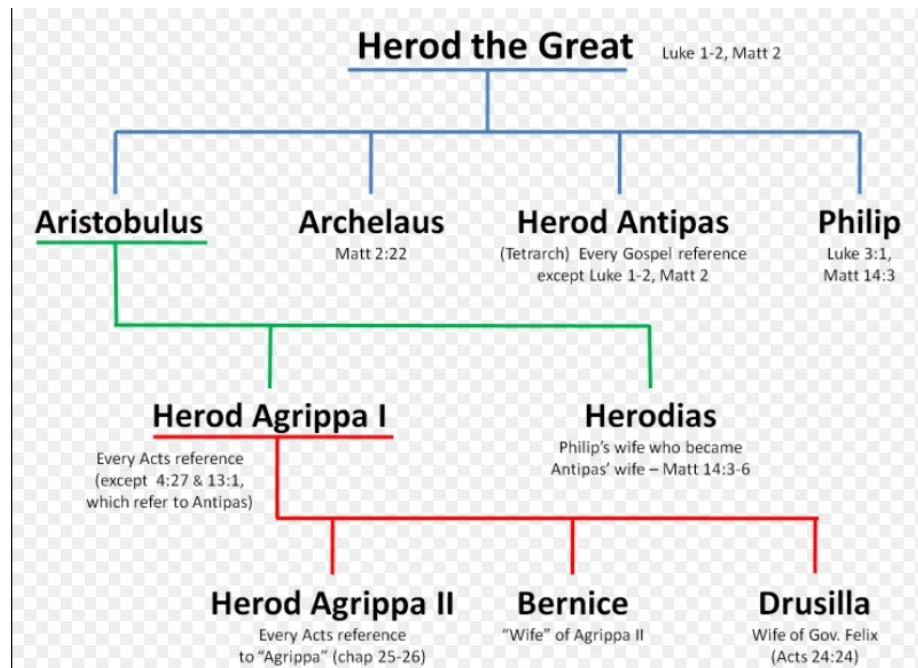 Herod the Great
Luke 1-2, Matt 2
Aristobulus
Archelaus
Matt 2:22
Herod Antipas
(Tetrarch) Every Gospel reference
except Luke 1-2, Matt 2
Philip
Luke 3:1,
Matt 14:3
Herod Agrippa I
Every Acts reference
(except 4:27 & 13:1,
which refer to Antipas)
Herodias
Philip's wife who became
Antipas' wife – Matt 14:3-6
Herod Agrippa II
Every Acts reference
to "Agrippa" (chap 25-26)
Bernice
"Wife" of Agrippa II
Drusilla
Wife of Gov. Felix
(Acts 24:24)